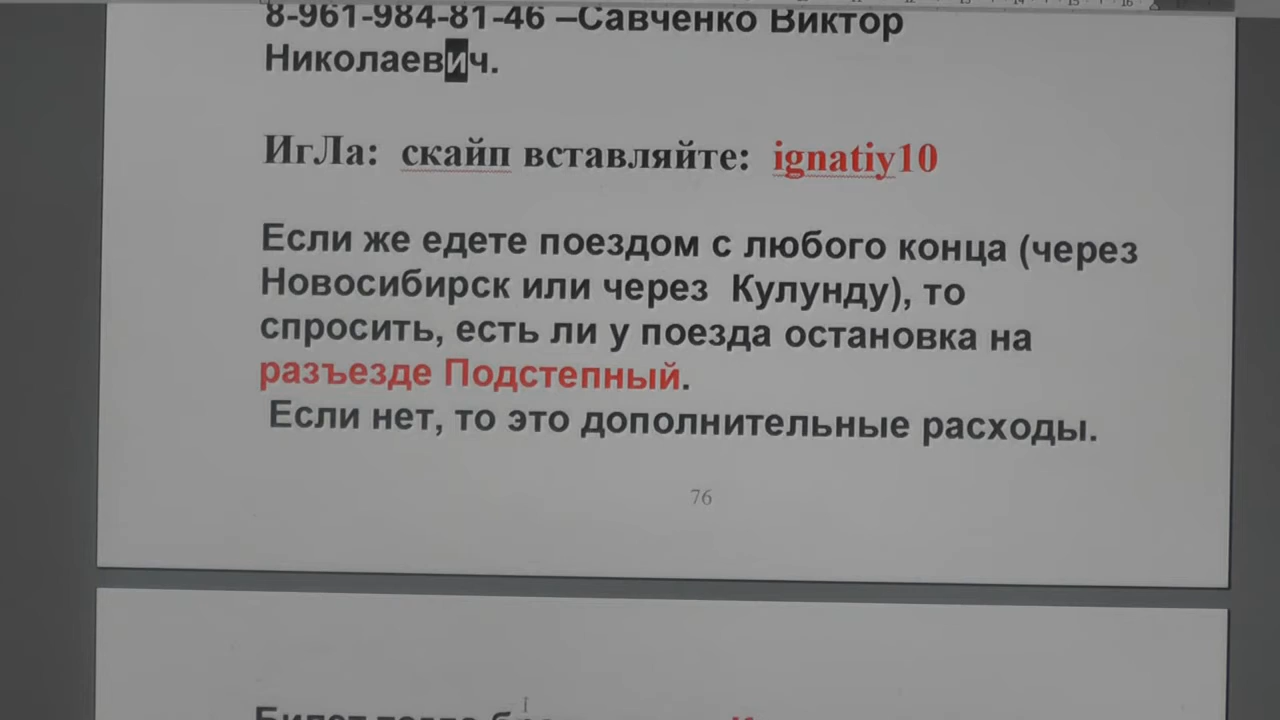 8-961-984-81-46 –Савченко Виктор
Николаевич.
ИгЛа:  скайп вставляйте:  ignatiy10
Если же едете поездом с любого конца (через
Новосибирск или через  Кулунду), то
спросить, есть ли у поезда остановка на
разъезде Подстепный.
Если нет, то это дополнительные расходы.
76